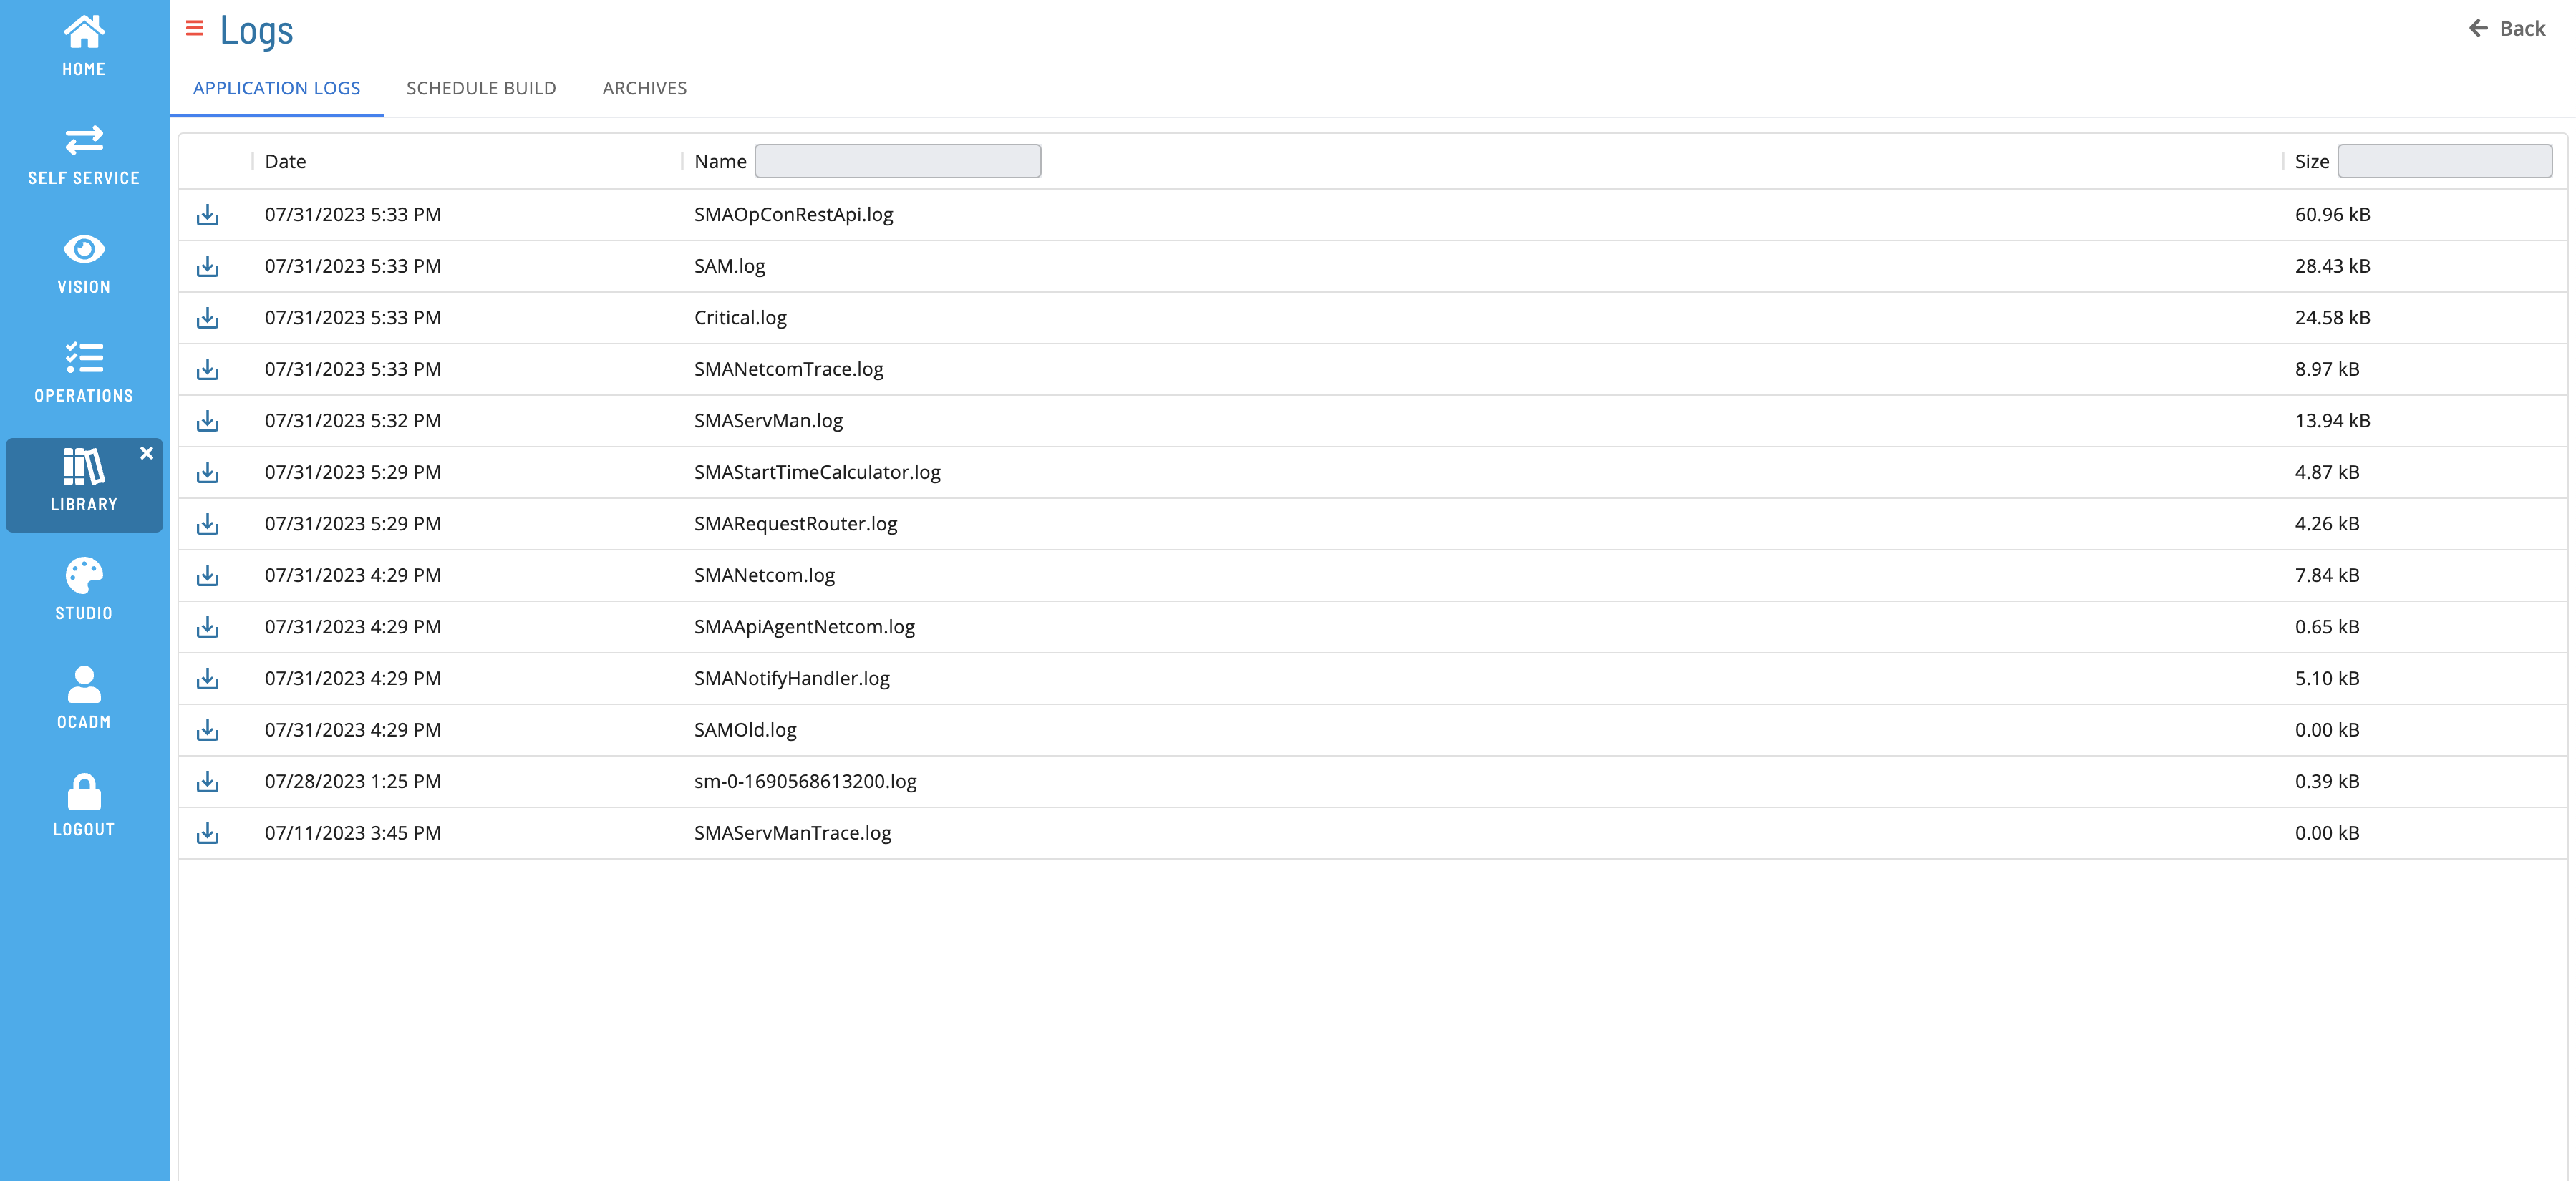 HOME
SELF SERVICE
VISION
OPERATIONS
LIBRARY
STUDIO
OCADM
LOGOUT
Logs
Back
APPLICATION LOGS SCHEDULE BUILD ARCHIVES
Date Name Size
07/31/2023 5:33 PM SMAOpConRestApi.log 60.96 kB
07/31/2023 5:33 PM SAM.log 28.43 kB
07/31/2023 5:33 PM Critical.log 24.58 kB
07/31/2023 5:33 PM SMANetcomTrace.log 8.97 kB
07/31/2023 5:32 PM SMAServMan.log 13.94 kB
07/31/2023 5:29 PM SMAStartTimeCalculator.log 4.87 kB
07/31/2023 5:29 PM SMARequestRouter.log 4.26 kB
07/31/2023 4:29 PM SMANetcom.log 7.84 kB
07/31/2023 4:29 PM SMAApiAgentNetcom.log 0.65 kB
07/31/2023 4:29 PM SMANotifyHandler.log 5.10 kB
07/31/2023 4:29 PM SAMOld.log 0.00 kB
07/28/2023 1:25 PM sm-0-1690568613200.log 0.39 kB
07/11/2023 3:45 PM SMAServManTrace.log 0.00 kB